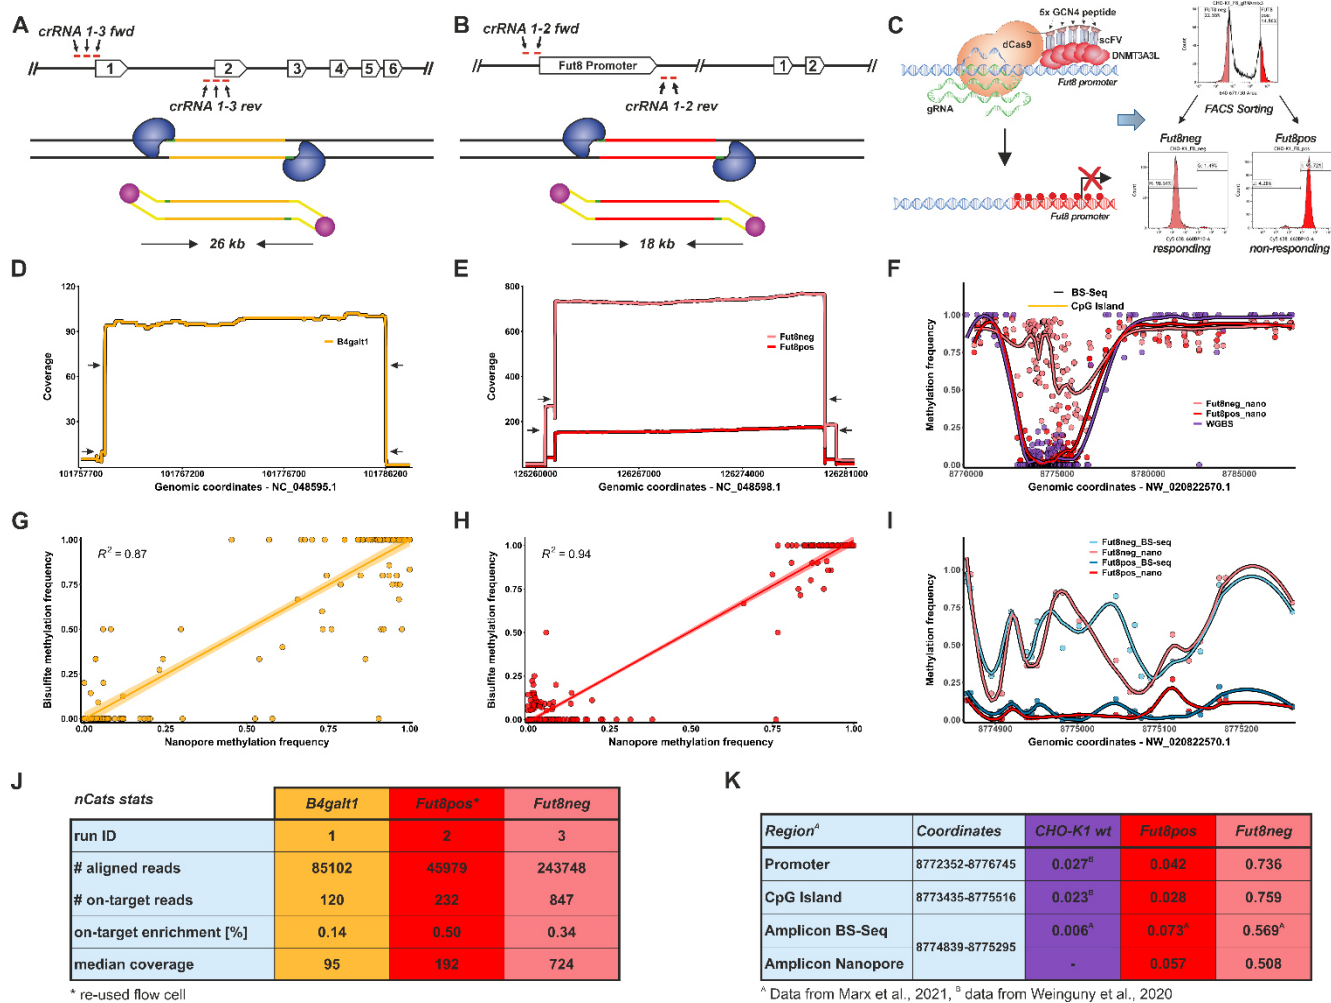 A
crRNA 1-3 fwd
1
2
3
4
5
6
crRNA 1-3 rev
26 kb
B
crRNA 1-2 fwd
Fut8 Promoter
1
2
crRNA 1-2 rev
18 kb
C
5x GCN4 peptide
dCas9
scFV
DNMT3A3L
Fut8 promoter
gRNA
Fut8 promoter
FACS Sorting
Fut8neg
Fut8pos
Count
Count
Count
responding
non-responding
D
Coverage
120
90
60
30
0
B4galt1
101757700
101767200
101776700
101786200
Genomic coordinates - NC_048595.1
E
Coverage
800
600
400
200
Fut8neg
Fut8pos
126260000
126267000
126274000
126281000
Genomic coordinates - NC_048598.1
F
BS-Seq
CpG Island
Methylation frequency
1.00
0.75
0.50
0.25
0.00
Fut8neg_nano
Fut8pos_nano
WGBS
8770000
8775000
8780000
8785000
Genomic coordinates - NW_020822570.1
G
R² = 0.87
Bisulfite methylation frequency
1.00
0.75
0.50
0.25
0.00
0.00
0.25
0.50
0.75
1.00
Nanopore methylation frequency
H
R² = 0.94
Bisulfite methylation frequency
1.00
0.75
0.50
0.25
0.00
0.00
0.25
0.50
0.75
1.00
Nanopore methylation frequency
I
Fut8neg_BS-seq
Fut8neg_nano
Fut8pos_BS-seq
Fut8pos_nano
Methylation frequency
1.00
0.75
0.50
0.25
0.00
8774900
8775000
8775100
8775200
Genomic coordinates - NW_020822570.1
J
nCats stats B4galt1 Fut8pos* Fut8neg
run ID 1 2 3
# aligned reads 85102 45979 243748
# on-target reads 120 232 847
on-target enrichment [%] 0.14 0.50 0.34
median coverage 95 192 724
* re-used flow cell
K
Region^A Coordinates CHO-K1 wt Fut8pos Fut8neg
Promoter 8772352-8776745 0.027^B 0.042 0.736
CpG Island 8773435-8775516 0.023^B 0.028 0.759
Amplicon BS-Seq 8774839-8775295 0.006^A 0.073^A 0.569^A
Amplicon Nanopore - 0.057 0.508
^A Data from Marx et al., 2021, ^B data from Weinguny et al., 2020